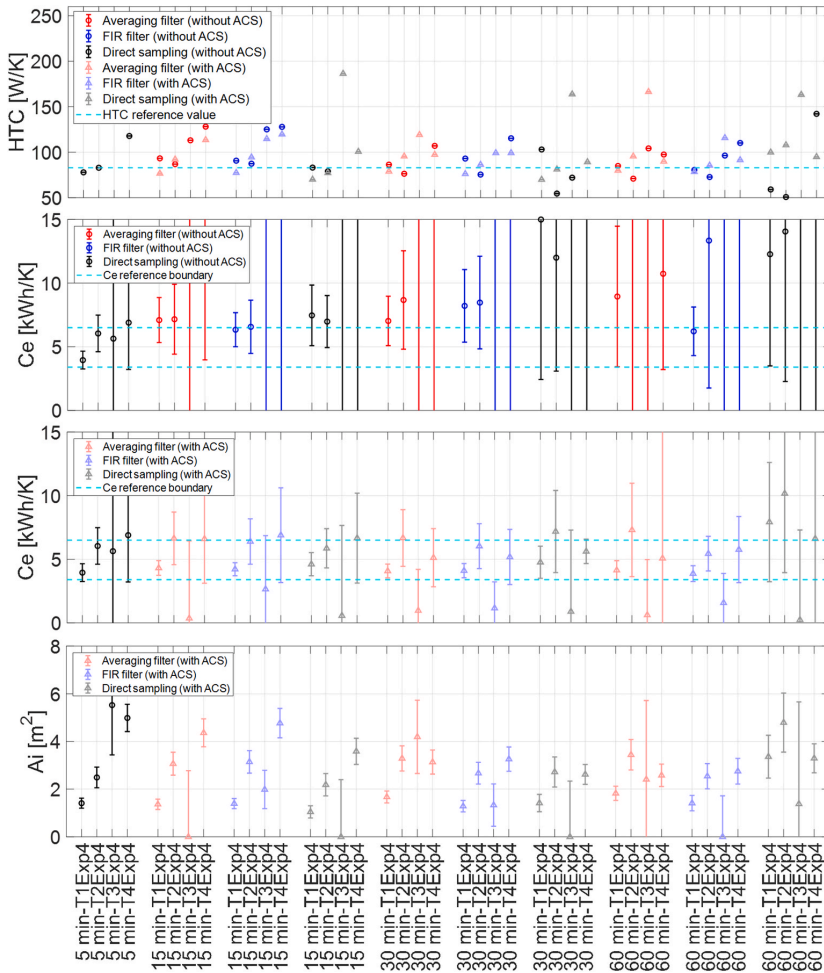 HTC [W/K]
250
200
150
100
50
Averaging filter (without ACS)
FIR filter (without ACS)
Direct sampling (without ACS)
Averaging filter (with ACS)
FIR filter (with ACS)
Direct sampling (with ACS)
HTC reference value
Ce [kWh/K]
15
10
5
0
Averaging filter (without ACS)
FIR filter (without ACS)
Direct sampling (without ACS)
Ce reference boundary
Ce [kWh/K]
15
10
5
0
Averaging filter (with ACS)
FIR filter (with ACS)
Direct sampling (with ACS)
Ce reference boundary
Ai [m²]
8
6
4
2
0
Averaging filter (with ACS)
FIR filter (with ACS)
Direct sampling (with ACS)
5 min-T1Exp4
5 min-T2Exp4
5 min-T3Exp4
5 min-T4Exp4
15 min-T1Exp4
15 min-T2Exp4
15 min-T3Exp4
15 min-T4Exp4
15 min-T1Exp4
15 min-T2Exp4
15 min-T3Exp4
15 min-T4Exp4
15 min-T1Exp4
15 min-T2Exp4
15 min-T3Exp4
15 min-T4Exp4
30 min-T1Exp4
30 min-T2Exp4
30 min-T3Exp4
30 min-T4Exp4
30 min-T1Exp4
30 min-T2Exp4
30 min-T3Exp4
30 min-T4Exp4
30 min-T1Exp4
30 min-T2Exp4
30 min-T3Exp4
30 min-T4Exp4
60 min-T1Exp4
60 min-T2Exp4
60 min-T3Exp4
60 min-T4Exp4
60 min-T1Exp4
60 min-T2Exp4
60 min-T3Exp4
60 min-T4Exp4
60 min-T1Exp4
60 min-T2Exp4
60 min-T3Exp4
60 min-T4Exp4